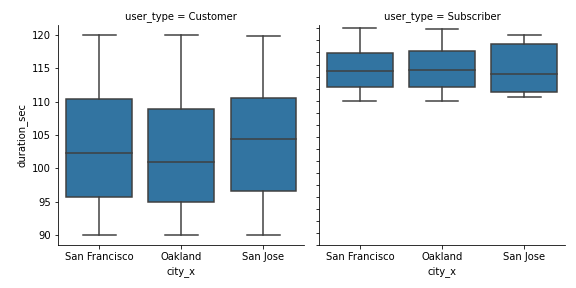 user_type = Customer
user_type = Subscriber
120
115
110
105
100
95
90
duration_sec
San Francisco
Oakland
San Jose
San Francisco
Oakland
San Jose
city_x
city_x